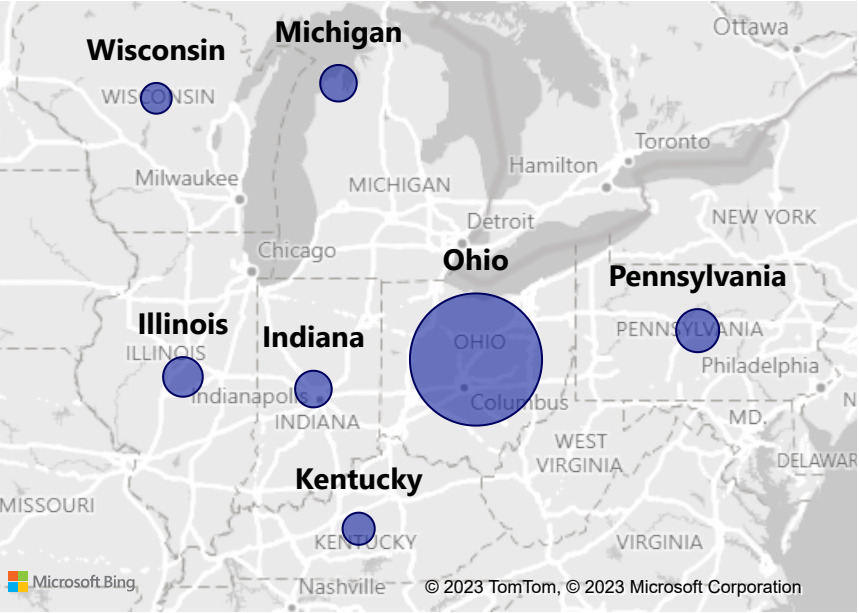 Ottawa
Michigan
Wisconsin
WISCONSIN
Toronto
Hamilton
Milwaukee
MICHIGAN
NEW YORK
Detroit
Chicago
Ohio
Pennsylvania
Illinois
Indiana
PENNSYLVANIA
OHIO
ILLINOIS
Philadelphia
Indianapolis
Columbus
N
INDIANA
MD.
WEST
VIRGINIA
DELAWAR
Kentucky
MISSOURI
KENTUCKY
VIRGINIA
Microsoft Bing
Nashville
© 2023 TomTom, © 2023 Microsoft Corporation